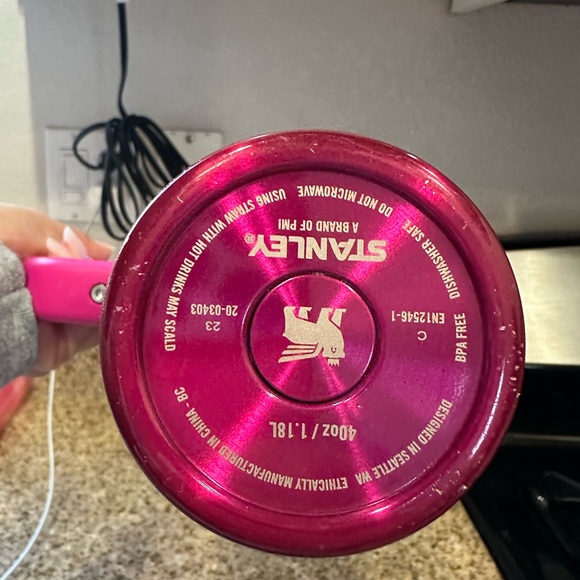 DESIGNED IN SEATTLE WA ETHICALLY MANUFACTURED IN CHINA - BC
40oz / 1.18L
C
EN12546-1
23
20-03403
STANLEY®
A BRAND OF PMI
BPA FREE DISHWASHER SAFE DO NOT MICROWAVE USING STRAW WITH HOT DRINKS MAY SCALD